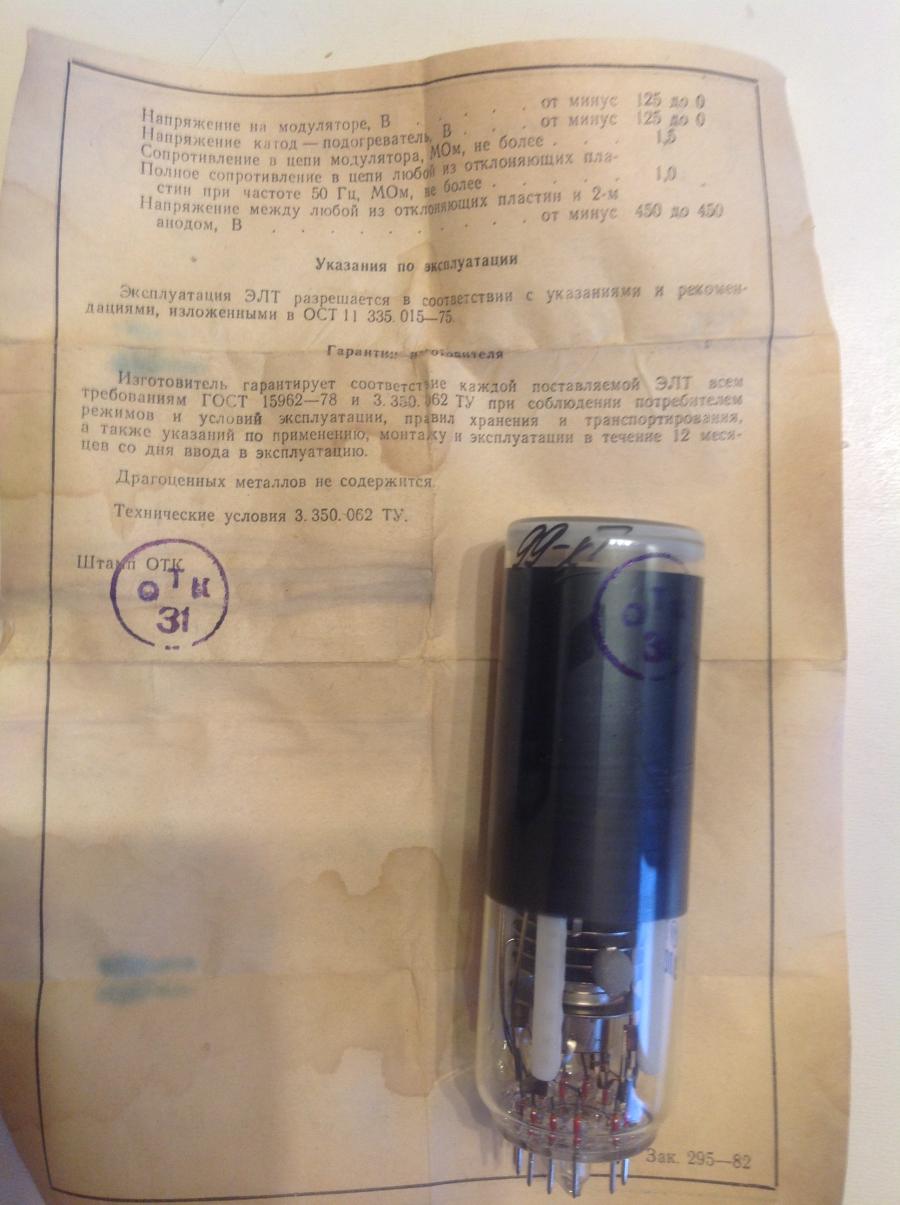 Напряжение на модуляторе, В . . . . . от минус 125 до 0
Напряжение катод — подогреватель, В . . . . от минус 125 до 0
Сопротивление в цепи модулятора, МОм, не более . . . 1,5
Полное сопротивление в цепи любой из отклоняющих пла-
стин при частоте 50 Гц, МОм, не более . . . . . 1,0
Напряжение между любой из отклоняющих пластин и 2-м
анодом, В . . . . . . . . . . от минус 450 до 450
Указания по эксплуатации
Эксплуатация ЭЛТ разрешается в соответствии с указаниями и рекомен-
дациями, изложенными в ОСТ 11 335.015—75.
Гарантии изготовителя
Изготовитель гарантирует соответствие каждой поставляемой ЭЛТ всем
требованиям ГОСТ 15962—78 и 3.350.062 ТУ при соблюдении потребителем
режимов и условий эксплуатации, правил хранения и транспортирования,
а также указаний по применению, монтажу и эксплуатации в течение 12 меся-
цев со дня ввода в эксплуатацию.
Драгоценных металлов не содержится.
Технические условия 3.350.062 ТУ.
Штамп ОТК
ОТК
31
ОТК
3
Зак. 295—82